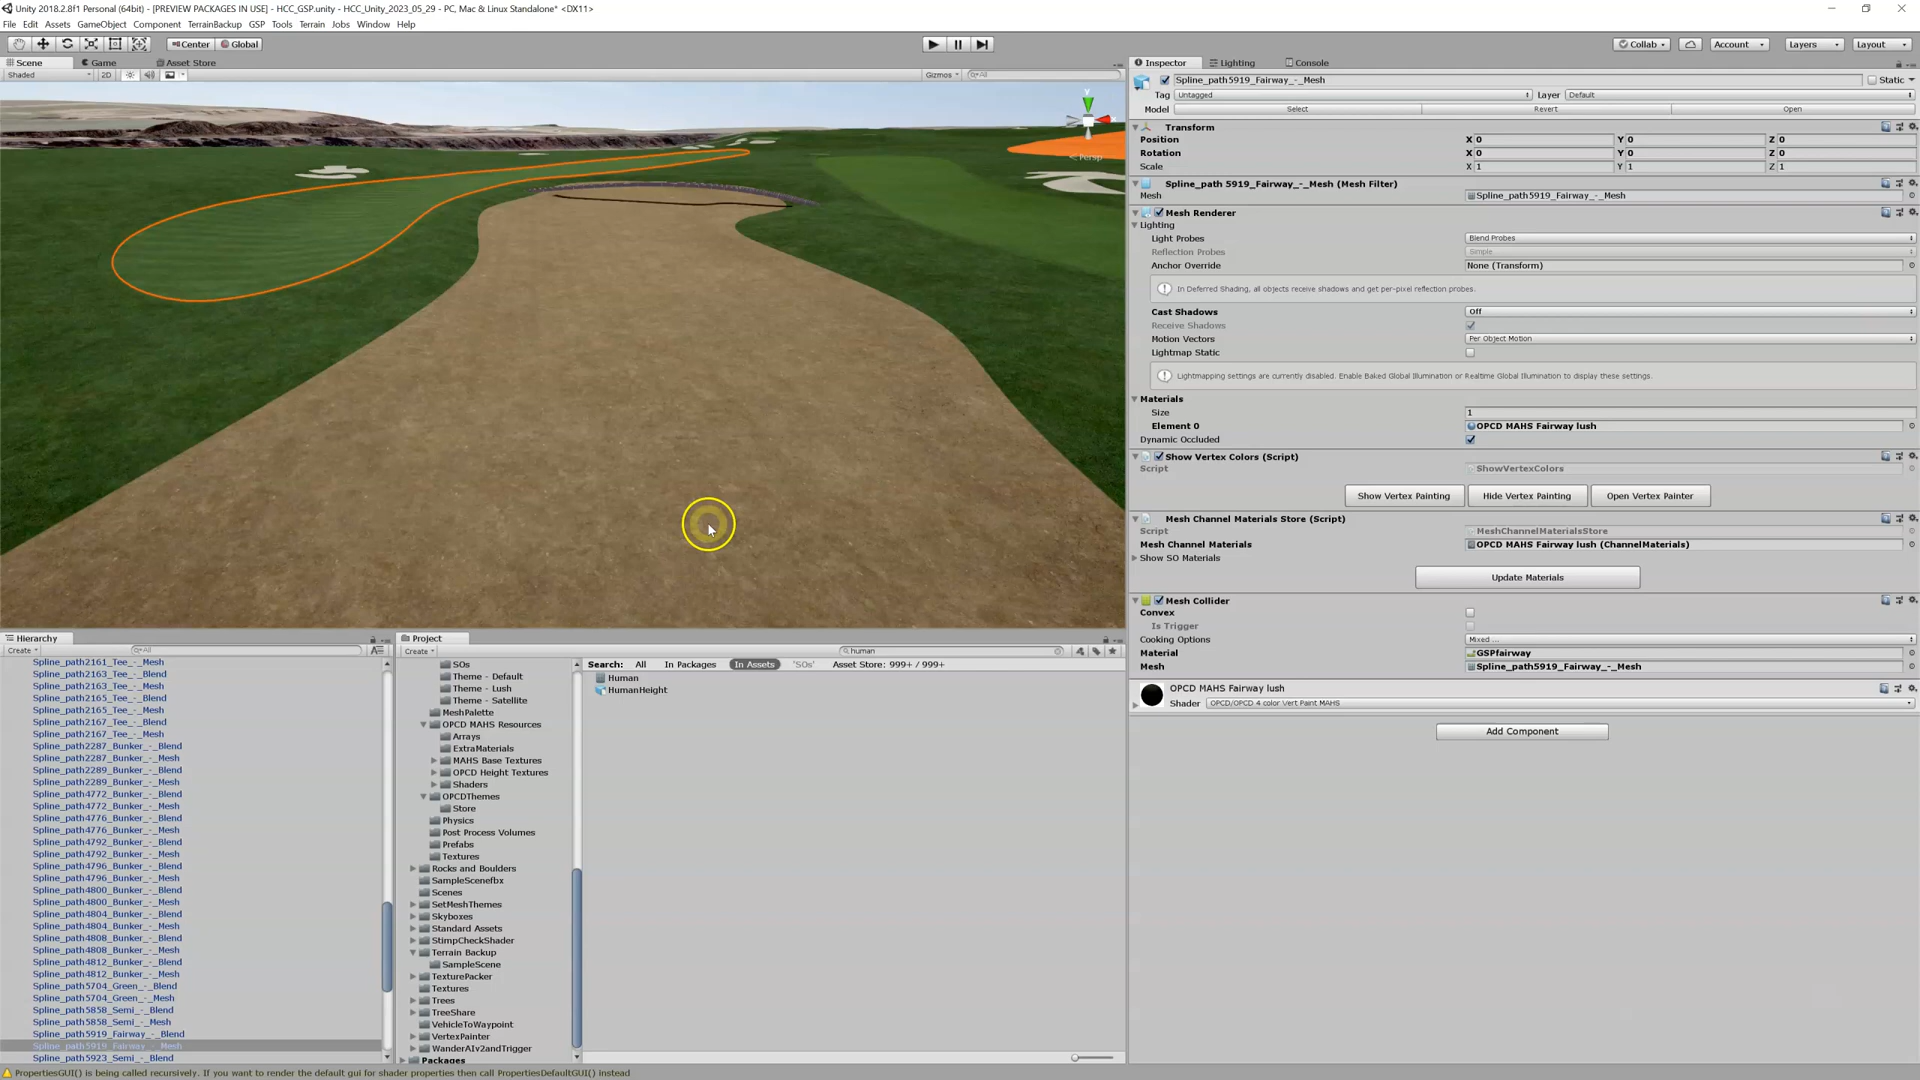 Unity 2018.2.8f1 Personal (64bit) - [PREVIEW PACKAGES IN USE] - HCC_GSP.unity - HCC_Unity_2023_05_29 - PC, Mac & Linux Standalone* <DX11>
File Edit Assets GameObject Component TerrainBackup GSP Tools Terrain Jobs Window Help
Center Global Collab Account Layers Layout
Scene Game Asset Store
Shaded 2D Gizmos All
y
x
< Persp
Hierarchy
Create All
Spline_path2161_Tee_-_Mesh
Spline_path2163_Tee_-_Blend
Spline_path2163_Tee_-_Mesh
Spline_path2165_Tee_-_Blend
Spline_path2165_Tee_-_Mesh
Spline_path2167_Tee_-_Blend
Spline_path2167_Tee_-_Mesh
Spline_path2287_Bunker_-_Blend
Spline_path2287_Bunker_-_Mesh
Spline_path2289_Bunker_-_Blend
Spline_path2289_Bunker_-_Mesh
Spline_path4772_Bunker_-_Blend
Spline_path4772_Bunker_-_Mesh
Spline_path4776_Bunker_-_Blend
Spline_path4776_Bunker_-_Mesh
Spline_path4792_Bunker_-_Blend
Spline_path4792_Bunker_-_Mesh
Spline_path4796_Bunker_-_Blend
Spline_path4796_Bunker_-_Mesh
Spline_path4800_Bunker_-_Blend
Spline_path4800_Bunker_-_Mesh
Spline_path4804_Bunker_-_Blend
Spline_path4804_Bunker_-_Mesh
Spline_path4808_Bunker_-_Blend
Spline_path4808_Bunker_-_Mesh
Spline_path4812_Bunker_-_Blend
Spline_path4812_Bunker_-_Mesh
Spline_path5704_Green_-_Blend
Spline_path5704_Green_-_Mesh
Spline_path5858_Semi_-_Blend
Spline_path5858_Semi_-_Mesh
Spline_path5919_Fairway_-_Blend
Spline_path5919_Fairway_-_Mesh
Spline_path5923_Semi_-_Blend
Project
Create human
SOs
Theme - Default
Theme - Lush
Theme - Satellite
MeshPalette
OPCD MAHS Resources
Arrays
ExtraMaterials
MAHS Base Textures
OPCD Height Textures
Shaders
OPCDThemes
Store
Physics
Post Process Volumes
Prefabs
Textures
Rocks and Boulders
SampleScenefbx
Scenes
SetMeshThemes
Skyboxes
Standard Assets
StimpCheckShader
Terrain Backup
SampleScene
TexturePacker
Textures
Trees
TreeShare
VehicleToWaypoint
VertexPainter
WanderAIv2andTrigger
Packages
Search: All In Packages In Assets 'SOs' Asset Store: 999+ / 999+
Human
HumanHeight
Inspector Lighting Console
Spline_path5919_Fairway_-_Mesh Static
Tag Untagged Layer Default
Model Select Revert Open
Transform
Position X 0 Y 0 Z 0
Rotation X 0 Y 0 Z 0
Scale X 1 Y 1 Z 1
Spline_path 5919_Fairway_-_Mesh (Mesh Filter)
Mesh Spline_path5919_Fairway_-_Mesh
Mesh Renderer
Lighting
Light Probes Blend Probes
Reflection Probes Simple
Anchor Override None (Transform)
In Deferred Shading, all objects receive shadows and get per-pixel reflection probes.
Cast Shadows Off
Receive Shadows
Motion Vectors Per Object Motion
Lightmap Static
Lightmapping settings are currently disabled. Enable Baked Global Illumination or Realtime Global Illumination to display these settings.
Materials
Size 1
Element 0 OPCD MAHS Fairway lush
Dynamic Occluded
Show Vertex Colors (Script)
Script ShowVertexColors
Show Vertex Painting Hide Vertex Painting Open Vertex Painter
Mesh Channel Materials Store (Script)
Script MeshChannelMaterialsStore
Mesh Channel Materials OPCD MAHS Fairway lush (ChannelMaterials)
Show SO Materials
Update Materials
Mesh Collider
Convex
Is Trigger
Cooking Options Mixed ...
Material GSPfairway
Mesh Spline_path5919_Fairway_-_Mesh
OPCD MAHS Fairway lush
Shader OPCD/OPCD 4 color Vert Paint MAHS
Add Component
PropertiesGUI() is being called recursively. If you want to render the default gui for shader properties then call PropertiesDefaultGUI() instead